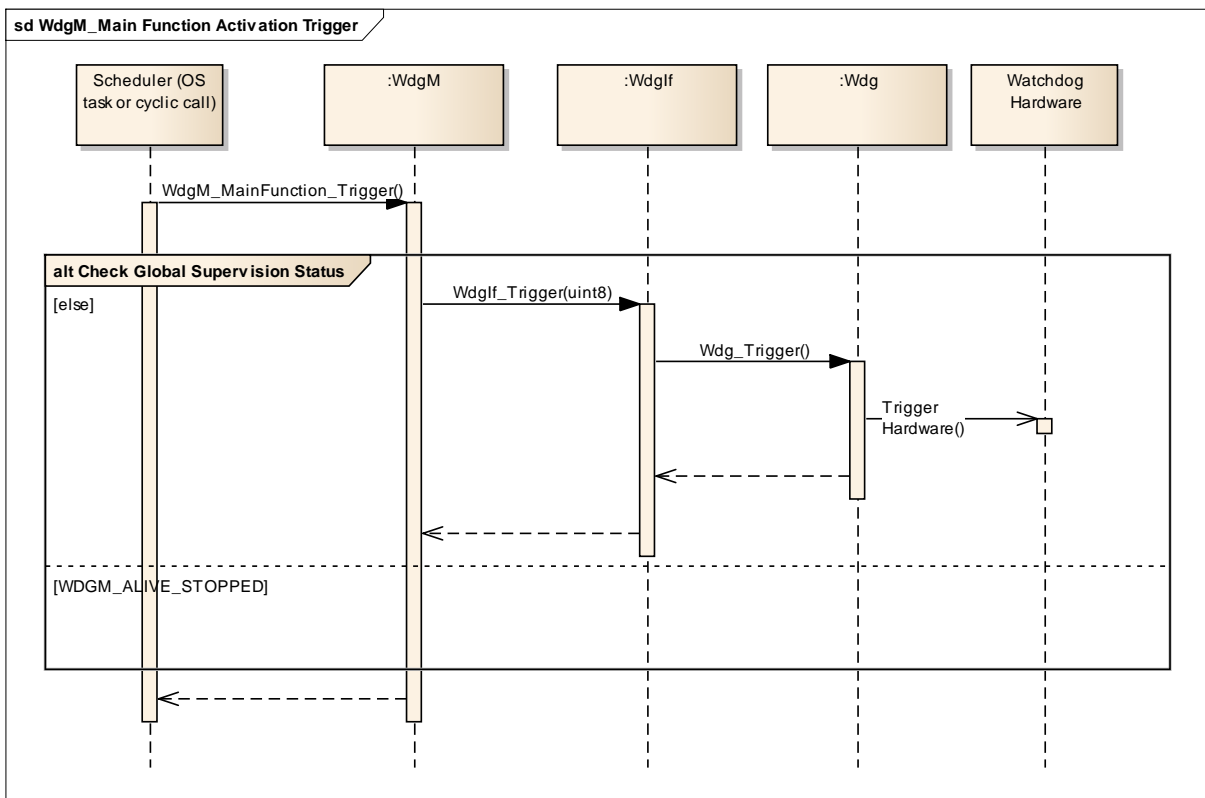 sd WdgM_Main Function Activation Trigger
Scheduler (OS
task or cyclic call)
:WdgM
:WdgIf
:Wdg
Watchdog
Hardware
WdgM_MainFunction_Trigger()
alt Check Global Supervision Status
[else]
WdgIf_Trigger(uint8)
Wdg_Trigger()
Trigger
Hardware()
[WDGM_ALIVE_STOPPED]